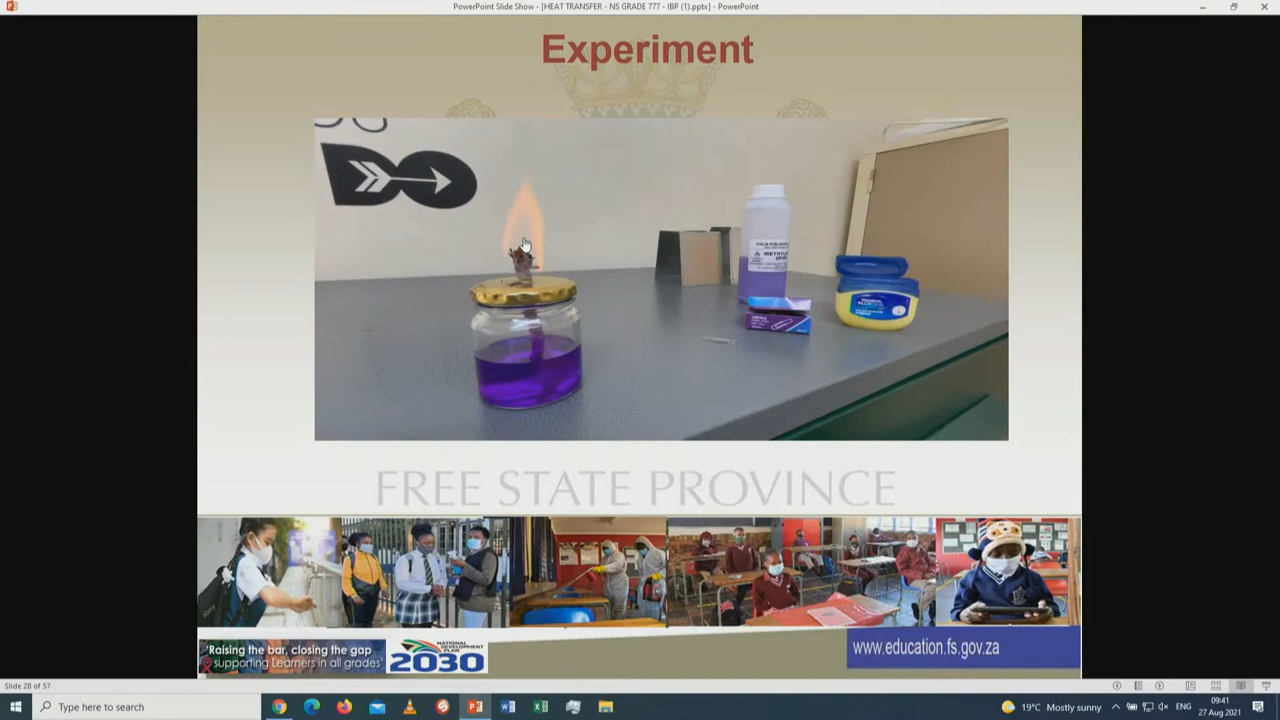 PowerPoint Slide Show - [HEAT TRANSFER - NS GRADE 777 - IBP (1).pptx] - PowerPoint
Experiment
METHYL
BLUE
FREE STATE PROVINCE
'Raising the bar, closing the gap
supporting Learners in all grades'
NATIONAL
DEVELOPMENT
PLAN
2030
www.education.fs.gov.za
Slide 28 of 57
Type here to search
19°C Mostly sunny
ENG
09:41
27 Aug 2021